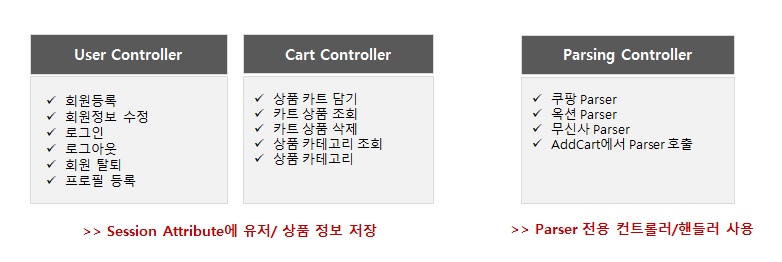 User Controller
✓ 회원등록
✓ 회원정보 수정
✓ 로그인
✓ 로그아웃
✓ 회원 탈퇴
✓ 프로필 등록
Cart Controller
✓ 상품 카트 담기
✓ 카트 상품 조회
✓ 카트 상품 삭제
✓ 상품 카테고리 조회
✓ 상품 카테고리
>> Session Attribute에 유저/ 상품 정보 저장
Parsing Controller
✓ 쿠팡 Parser
✓ 옥션 Parser
✓ 무신사 Parser
✓ AddCart에서 Parser 호출
>> Parser 전용 컨트롤러/핸들러 사용